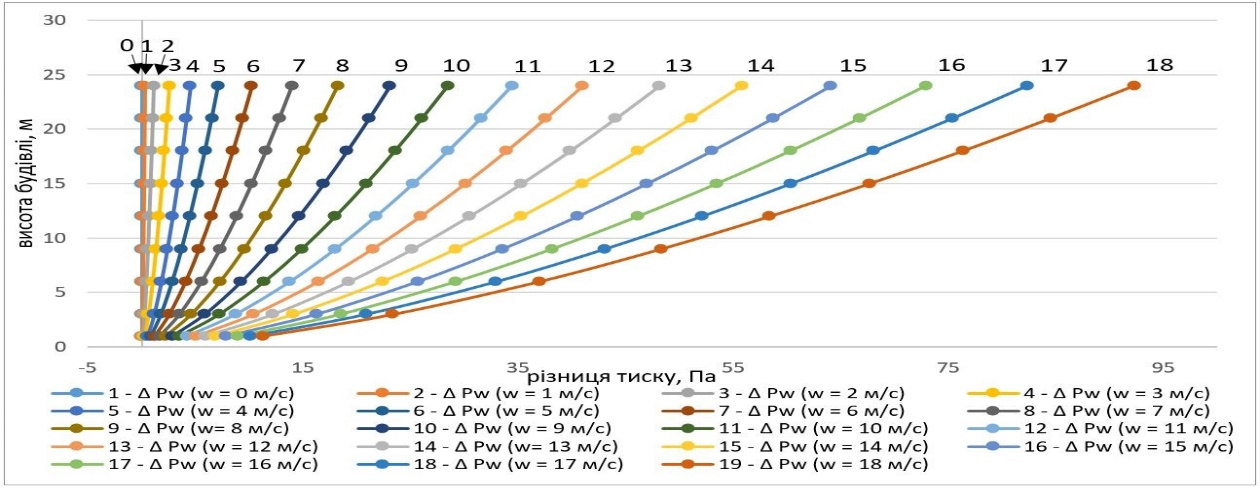 30
0 1 2
3 4 5 6 7 8 9 10 11 12 13 14 15 16 17 18
25
20
15
10
5
0
висота будівлі, м
-5 15 35 55 75 95
різниця тиску, Па
1 - Δ Pw (w = 0 м/с) 2 - Δ Pw (w = 1 м/с) 3 - Δ Pw (w = 2 м/с) 4 - Δ Pw (w = 3 м/с)
5 - Δ Pw (w = 4 м/с) 6 - Δ Pw (w = 5 м/с) 7 - Δ Pw (w = 6 м/с) 8 - Δ Pw (w = 7 м/с)
9 - Δ Pw (w= 8 м/с) 10 - Δ Pw (w = 9 м/с) 11 - Δ Pw (w = 10 м/с) 12 - Δ Pw (w = 11 м/с)
13 - Δ Pw (w = 12 м/с) 14 - Δ Pw (w= 13 м/с) 15 - Δ Pw (w = 14 м/с) 16 - Δ Pw (w = 15 м/с)
17 - Δ Pw (w = 16 м/с) 18 - Δ Pw (w = 17 м/с) 19 - Δ Pw (w = 18 м/с)